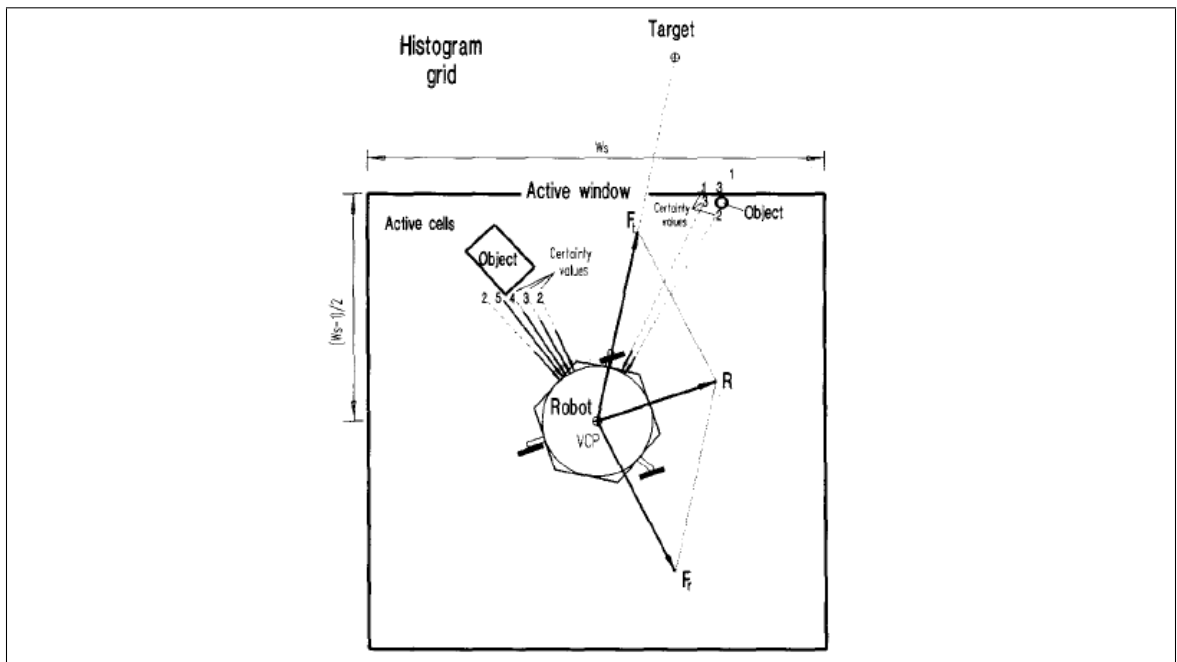 Histogram
grid
Target
Ws
1
Active window
1 3
3
Certainty
values
2
Object
Active cells
Ft
Object
Certainty
values
2 5 4 3 2
(Ws-1)/2
R
Robot
VCP
Fr